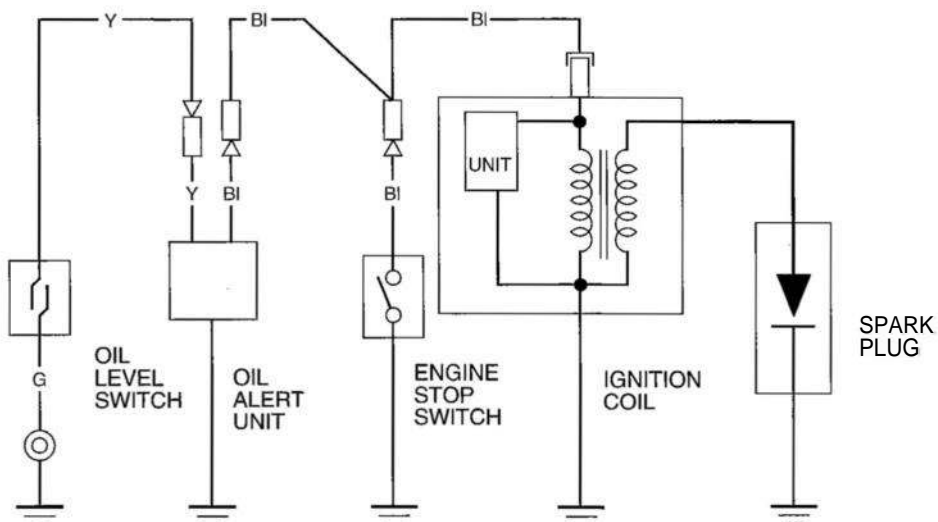 Y
Bl
Bl
Y
Bl
Bl
UNIT
G
OIL
LEVEL
SWITCH
OIL
ALERT
UNIT
ENGINE
STOP
SWITCH
IGNITION
COIL
SPARK
PLUG